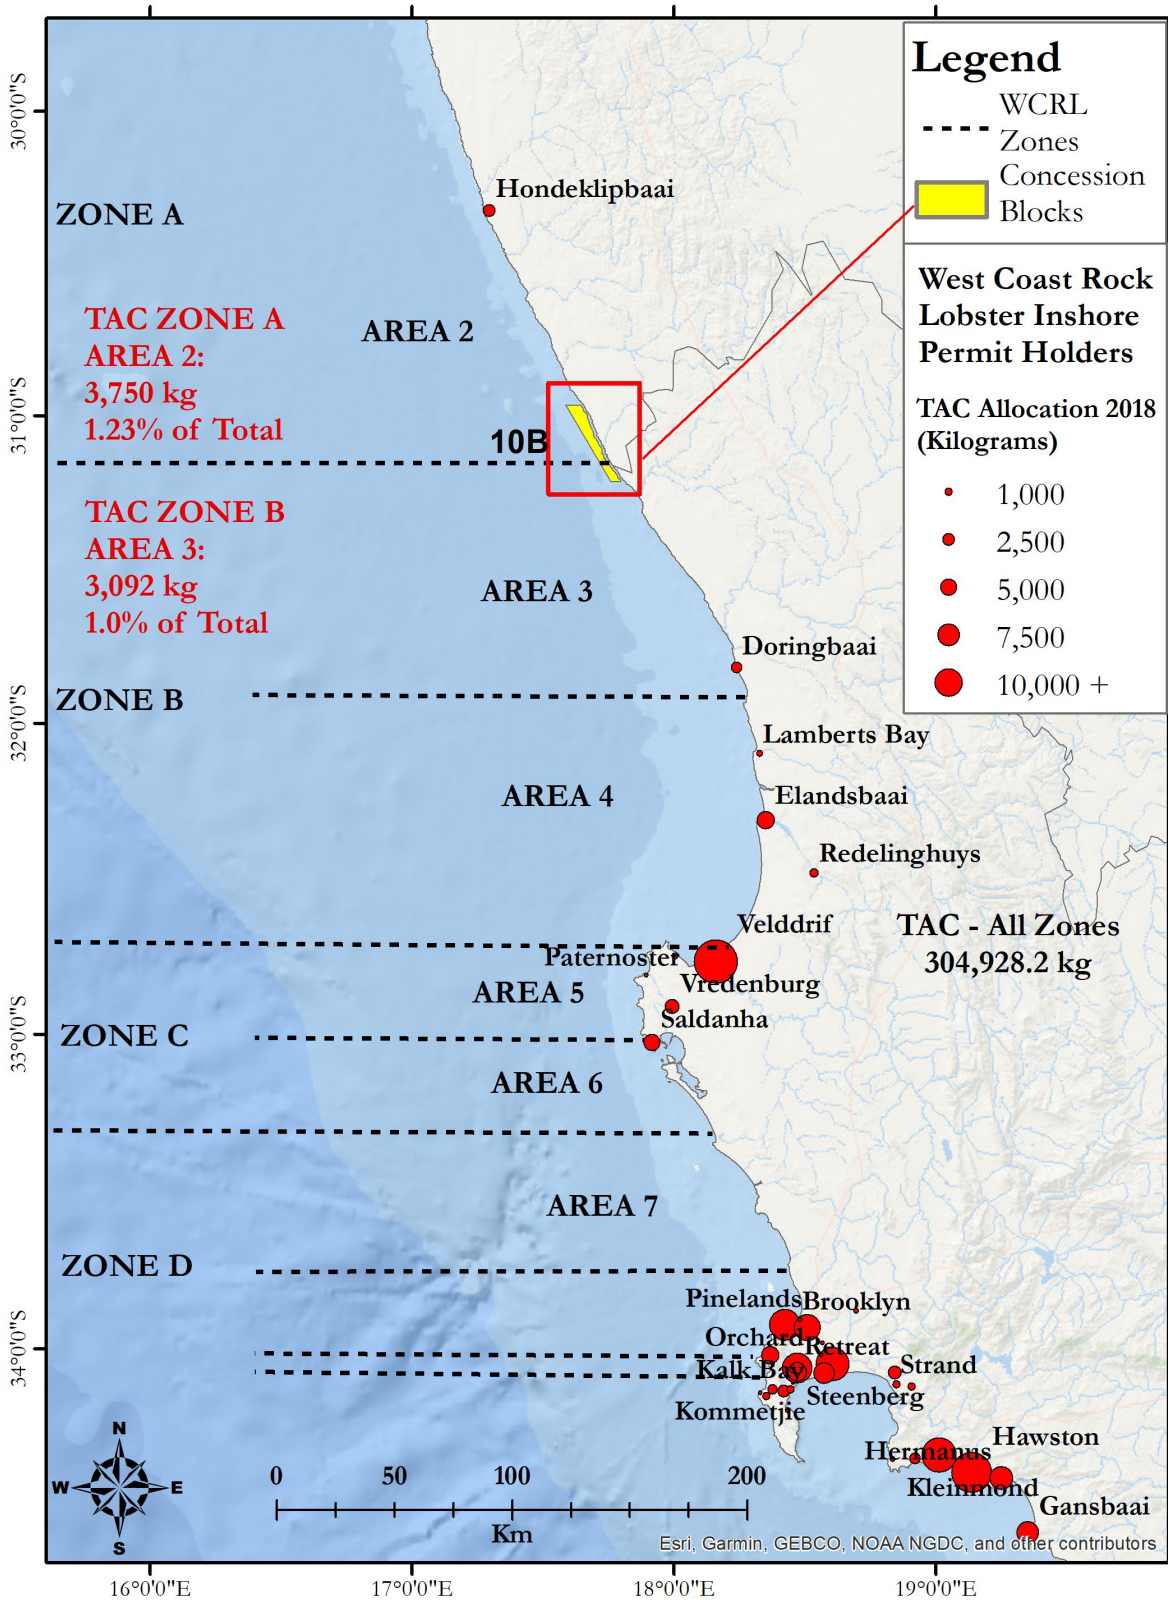 Legend
WCRL
Zones
Concession
Blocks
West Coast Rock
Lobster Inshore
Permit Holders
TAC Allocation 2018
(Kilograms)
1,000
2,500
5,000
7,500
10,000 +
30°0'0"S
31°0'0"S
32°0'0"S
33°0'0"S
34°0'0"S
Hondeklipbaai
ZONE A
TAC ZONE A
AREA 2:
3,750 kg
1.23% of Total
AREA 2
10B
TAC ZONE B
AREA 3:
3,092 kg
1.0% of Total
AREA 3
Doringbaai
ZONE B
Lamberts Bay
AREA 4
Elandsbaai
Redelinghuys
Velddrif
TAC - All Zones
304,928.2 kg
Paternoster
Vredenburg
AREA 5
Saldanha
ZONE C
AREA 6
AREA 7
ZONE D
Pinelands
Brooklyn
Orchard
Retreat
Kalk Bay
Strand
Steenberg
Kommetjie
Hawston
Hermanus
Kleinmond
Gansbaai
N
W
E
S
0
50
100
200
Km
Esri, Garmin, GEBCO, NOAA NGDC, and other contributors
16°0'0"E
17°0'0"E
18°0'0"E
19°0'0"E